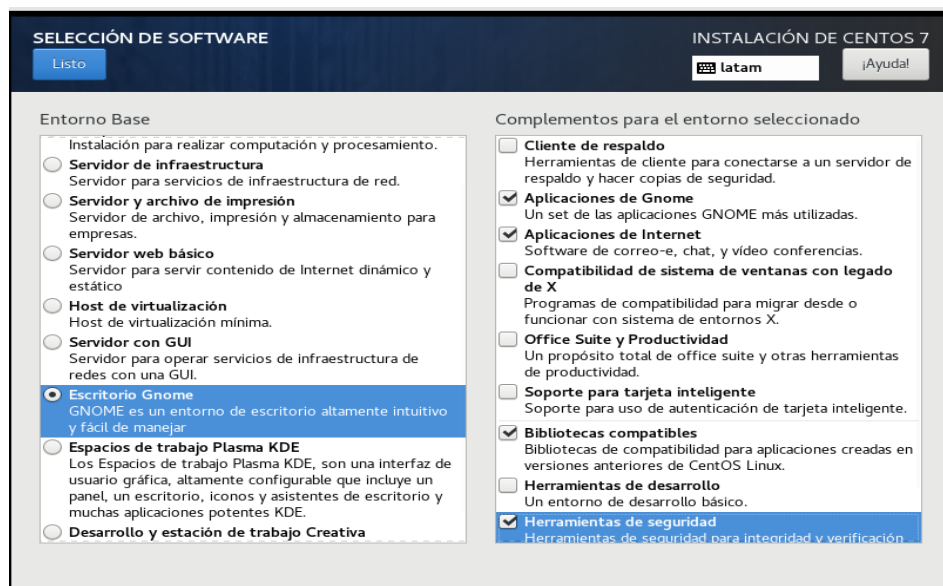 SELECCIÓN DE SOFTWARE
INSTALACIÓN DE CENTOS 7
Listo
latam
¡Ayuda!
Entorno Base
Instalación para realizar computación y procesamiento.
Servidor de infraestructura
Servidor para servicios de infraestructura de red.
Servidor y archivo de impresión
Servidor de archivo, impresión y almacenamiento para
empresas.
Servidor web básico
Servidor para servir contenido de Internet dinámico y
estático
Host de virtualización
Host de virtualización mínima.
Servidor con GUI
Servidor para operar servicios de infraestructura de
redes con una GUI.
Escritorio Gnome
GNOME es un entorno de escritorio altamente intuitivo
y fácil de manejar
Espacios de trabajo Plasma KDE
Los Espacios de trabajo Plasma KDE, son una interfaz de
usuario gráfica, altamente configurable que incluye un
panel, un escritorio, iconos y asistentes de escritorio y
muchas aplicaciones potentes KDE.
Desarrollo y estación de trabajo Creativa
Complementos para el entorno seleccionado
Cliente de respaldo
Herramientas de cliente para conectarse a un servidor de
respaldo y hacer copias de seguridad.
Aplicaciones de Gnome
Un set de las aplicaciones GNOME más utilizadas.
Aplicaciones de Internet
Software de correo-e, chat, y vídeo conferencias.
Compatibilidad de sistema de ventanas con legado
de X
Programas de compatibilidad para migrar desde o
funcionar con sistema de entornos X.
Office Suite y Productividad
Un propósito total de office suite y otras herramientas
de productividad.
Soporte para tarjeta inteligente
Soporte para uso de autenticación de tarjeta inteligente.
Bibliotecas compatibles
Bibliotecas de compatibilidad para aplicaciones creadas en
versiones anteriores de CentOS Linux.
Herramientas de desarrollo
Un entorno de desarrollo básico.
Herramientas de seguridad
Herramientas de seguridad para integridad y verificación